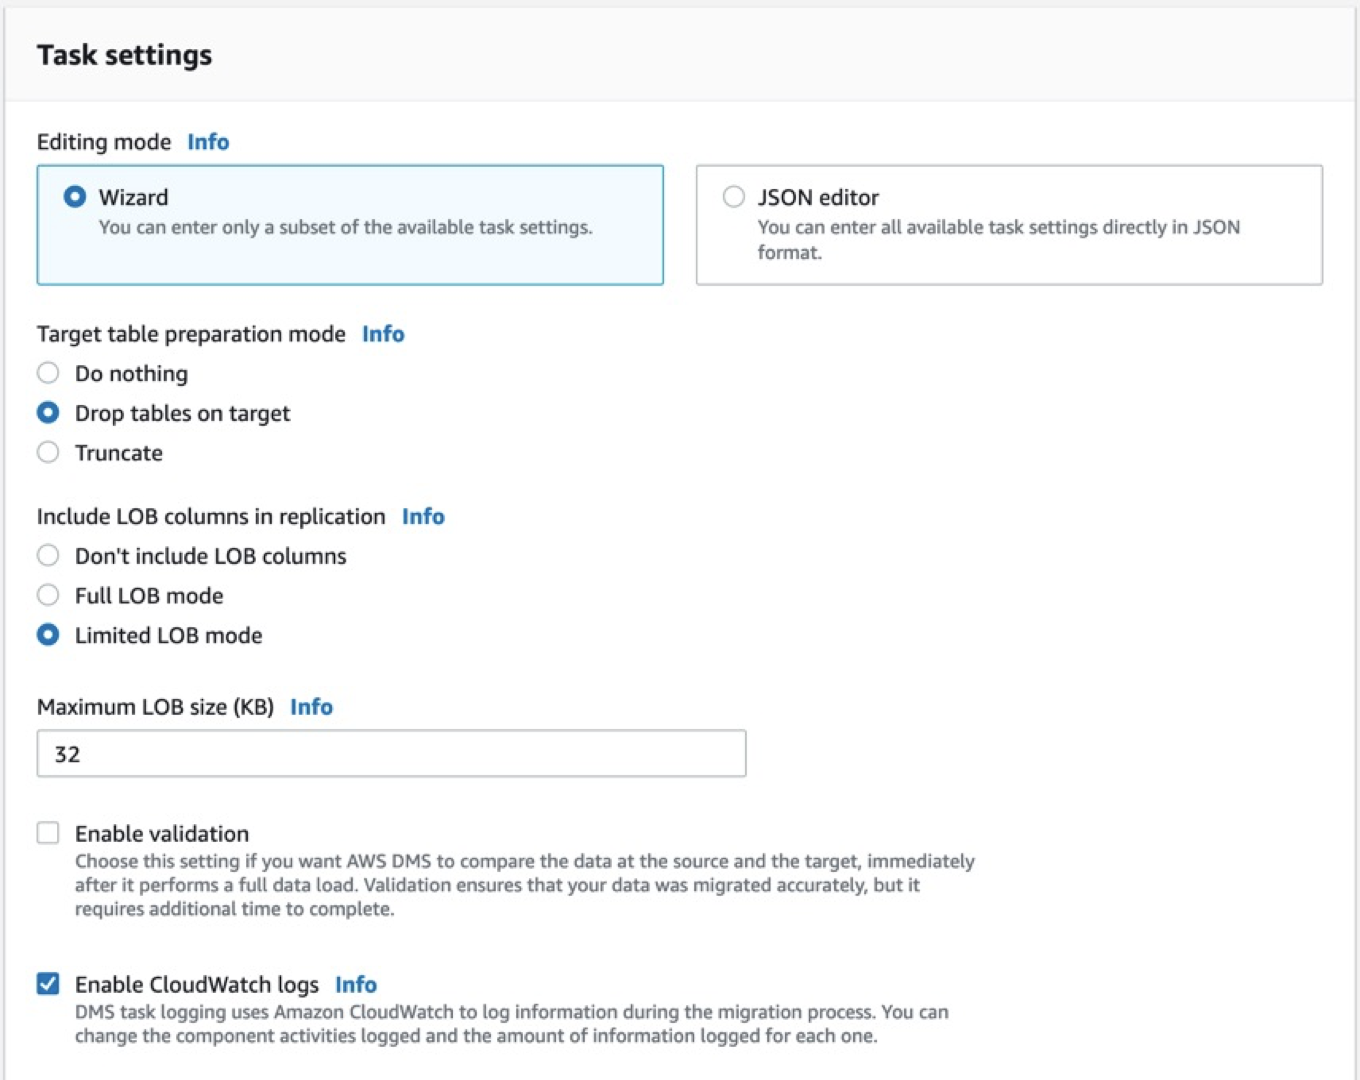 Task settings
Editing mode Info
Wizard
You can enter only a subset of the available task settings.
JSON editor
You can enter all available task settings directly in JSON
format.
Target table preparation mode Info
Do nothing
Drop tables on target
Truncate
Include LOB columns in replication Info
Don't include LOB columns
Full LOB mode
Limited LOB mode
Maximum LOB size (KB) Info
32
Enable validation
Choose this setting if you want AWS DMS to compare the data at the source and the target, immediately
after it performs a full data load. Validation ensures that your data was migrated accurately, but it
requires additional time to complete.
Enable CloudWatch logs Info
DMS task logging uses Amazon CloudWatch to log information during the migration process. You can
change the component activities logged and the amount of information logged for each one.